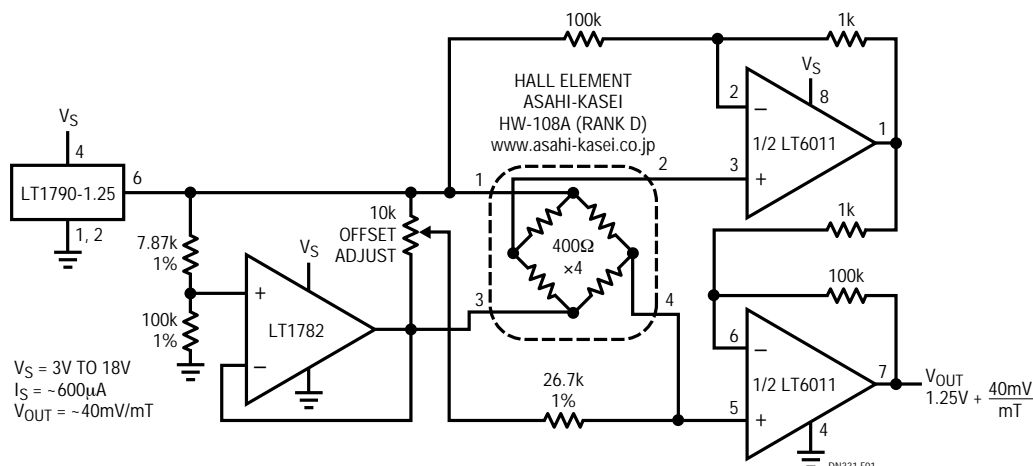 100k
1k
HALL ELEMENT
ASAHI-KASEI
HW-108A (RANK D)
www.asahi-kasei.co.jp
VS
8
2
–
1
1/2 LT6011
3
+
VS
4
LT1790-1.25
6
1, 2
1
2
10k
OFFSET
ADJUST
400Ω
×4
1k
7.87k
1%
VS
+
LT1782
–
3
4
100k
100k
1%
VS = 3V TO 18V
IS = ~600µA
VOUT = ~40mV/mT
26.7k
1%
6
–
7
1/2 LT6011
5
+
4
VOUT
1.25V + 40mV
mT
DN321 F01